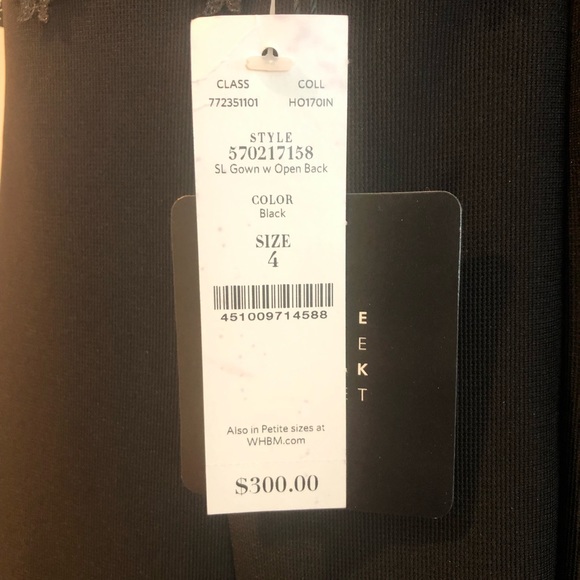 CLASS COLL
772351101 HO170IN
STYLE
570217158
SL Gown w Open Back
COLOR
Black
SIZE
4
451009714588
Also in Petite sizes at
WHBM.com
$300.00
E
E
K
T